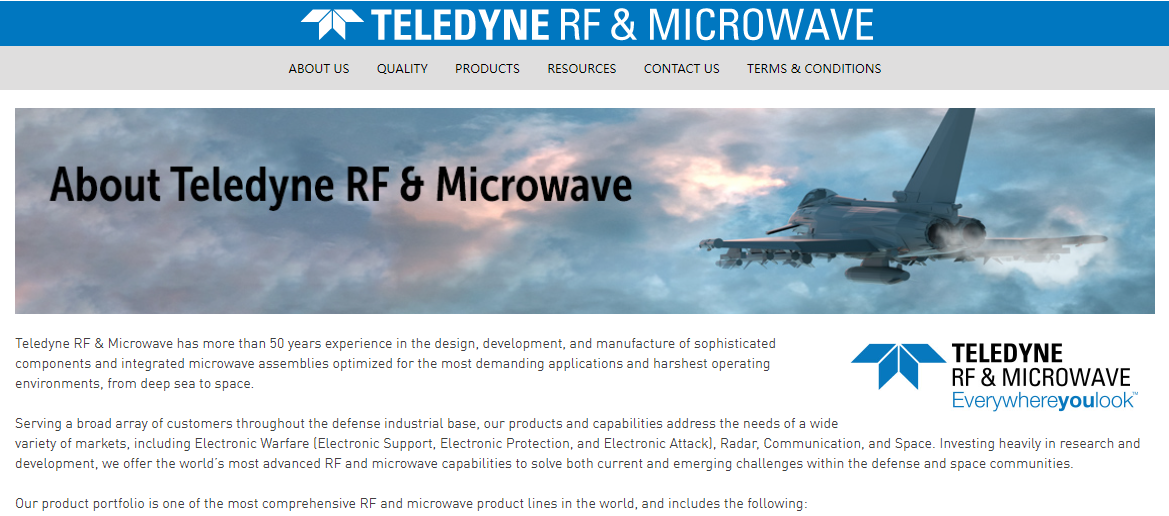 TELEDYNE RF & MICROWAVE
ABOUT US QUALITY PRODUCTS RESOURCES CONTACT US TERMS & CONDITIONS
About Teledyne RF & Microwave
Teledyne RF & Microwave has more than 50 years experience in the design, development, and manufacture of sophisticated
components and integrated microwave assemblies optimized for the most demanding applications and harshest operating
environments, from deep sea to space.
TELEDYNE
RF & MICROWAVE
Everywhereyoulook™
Serving a broad array of customers throughout the defense industrial base, our products and capabilities address the needs of a wide
variety of markets, including Electronic Warfare (Electronic Support, Electronic Protection, and Electronic Attack), Radar, Communication, and Space. Investing heavily in research and
development, we offer the world's most advanced RF and microwave capabilities to solve both current and emerging challenges within the defense and space communities.
Our product portfolio is one of the most comprehensive RF and microwave product lines in the world, and includes the following: